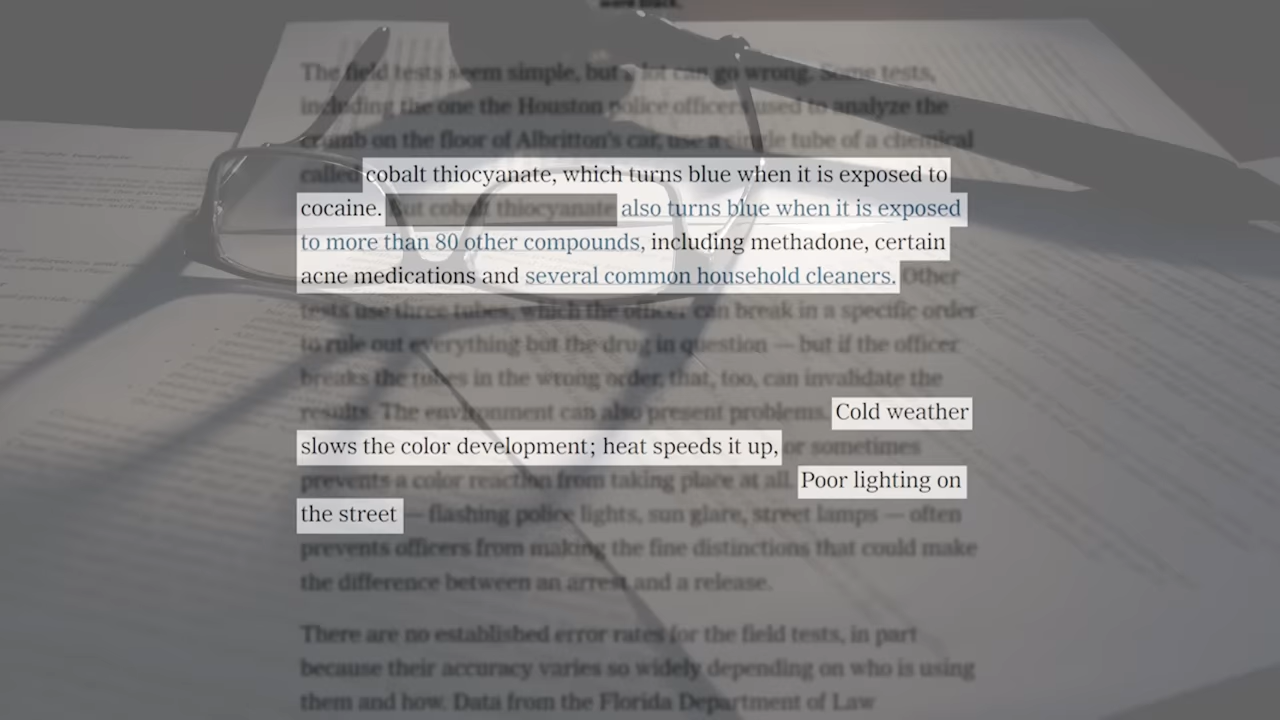 The field tests seem simple, but a lot can go wrong. Some tests,
including the one the Houston police officers used to analyze the
crumb on the floor of Albritton's car, use a single tube of a chemical
called cobalt thiocyanate, which turns blue when it is exposed to
cocaine. But cobalt thiocyanate also turns blue when it is exposed
to more than 80 other compounds, including methadone, certain
acne medications and several common household cleaners. Other
tests use three tubes, which the officer can break in a specific order
to rule out everything but the drug in question — but if the officer
breaks the tubes in the wrong order, that, too, can invalidate the
results. The environment can also present problems. Cold weather
slows the color development; heat speeds it up, or sometimes
prevents a color reaction from taking place at all. Poor lighting on
the street — flashing police lights, sun glare, street lamps — often
prevents officers from making the fine distinctions that could make
the difference between an arrest and a release.
There are no established error rates for the field tests, in part
because their accuracy varies so widely depending on who is using
them and how. Data from the Florida Department of Law